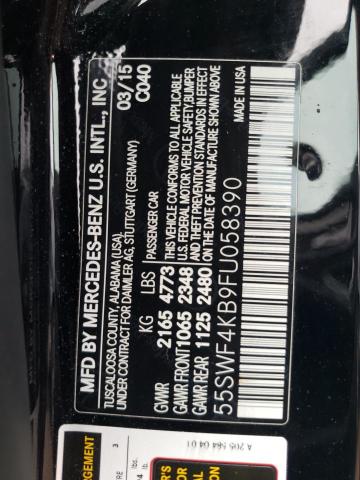 MFD BY MERCEDES-BENZ U.S. INTL., INC.
TUSCALOOSA COUNTY, ALABAMA (USA),
UNDER CONTRACT FOR DAIMLER AG, STUTTGART (GERMANY)
03/15
C040
KG LBS PASSENGER CAR
GVWR 2165 4773
GAWR FRONT 1065 2348
GAWR REAR 1125 2480
THIS VEHICLE CONFORMS TO ALL APPLICABLE
U.S. FEDERAL MOTOR VEHICLE SAFETY,BUMPER
AND THEFT PREVENTION STANDARDS IN EFFECT
ON THE DATE OF MANUFACTURE SHOWN ABOVE
55SWF4KB9FU058390
MADE IN USA
A 205 584 04 01